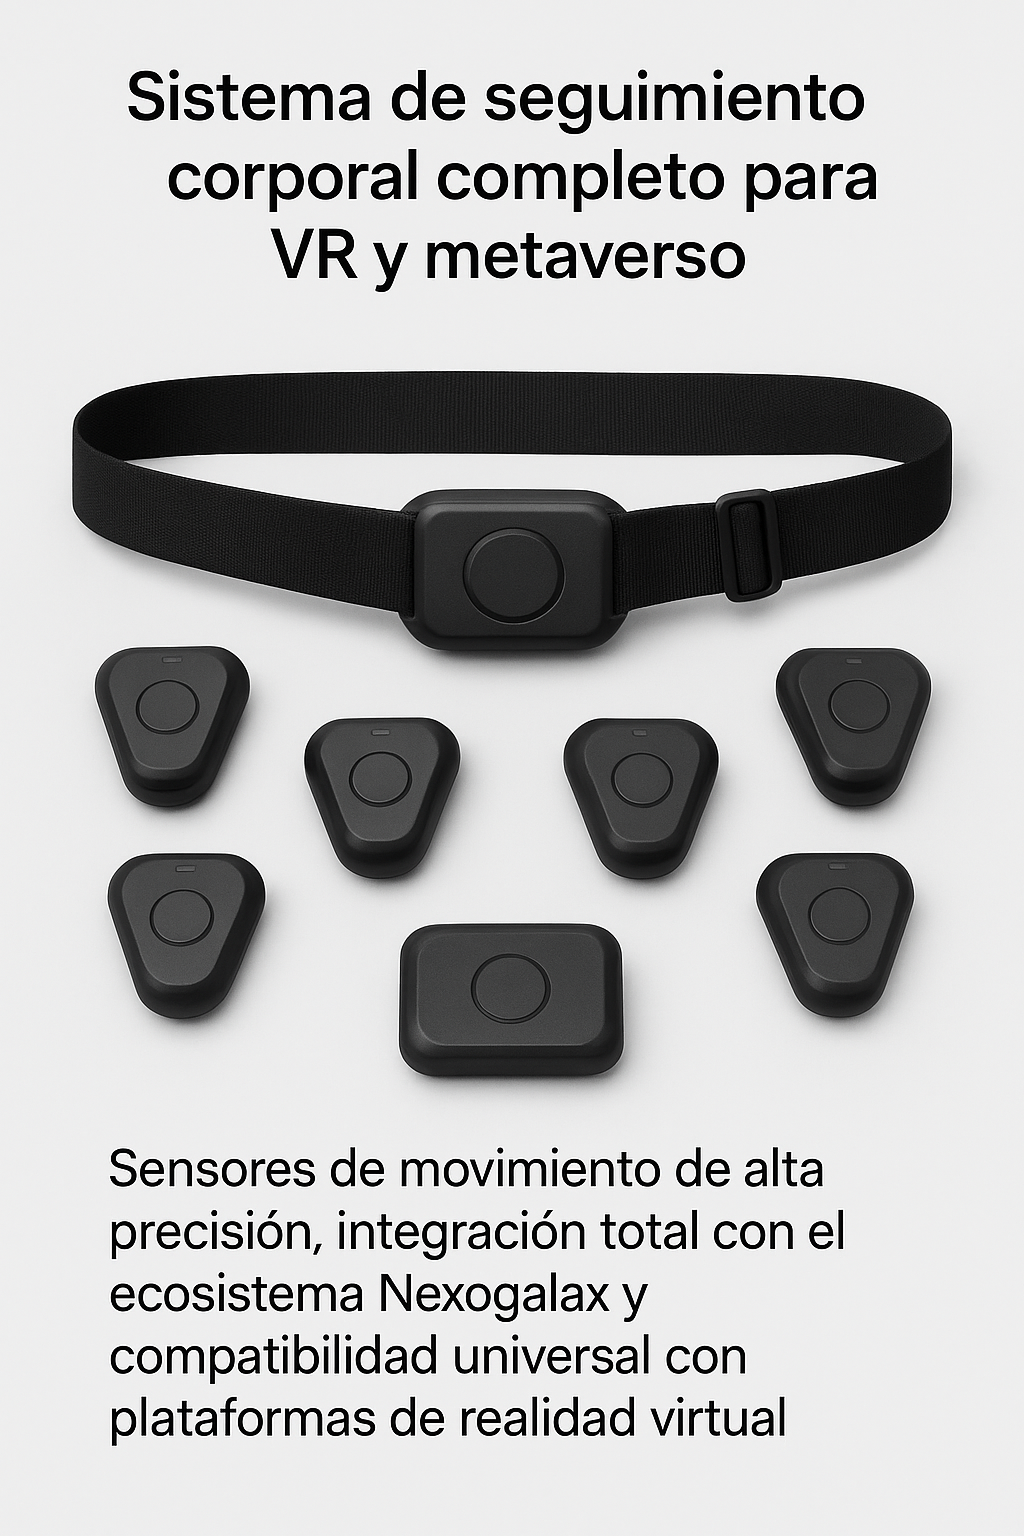 Sistema de seguimiento
corporal completo para
VR y metaverso
Sensores de movimiento de alta
precisión, integración total con el
ecosistema Nexogalax y
compatibilidad universal con
plataformas de realidad virtual